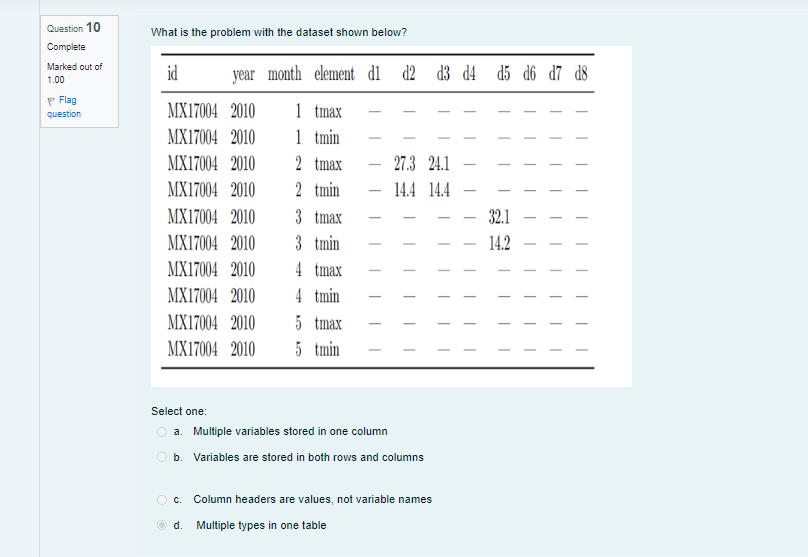 Question 10
Complete
Marked out of
1.00
Flag
question
What is the problem with the dataset shown below?
id year month element d1 d2 d3 d4 d5 d6 d7 d8
MX17004 2010 1 tmax — — — — — — — —
MX17004 2010 1 tmin — — — — — — — —
MX17004 2010 2 tmax — 27.3 24.1 — — — — —
MX17004 2010 2 tmin — 14.4 14.4 — — — — —
MX17004 2010 3 tmax — — — — 32.1 — — —
MX17004 2010 3 tmin — — — — 14.2 — — —
MX17004 2010 4 tmax — — — — — — — —
MX17004 2010 4 tmin — — — — — — — —
MX17004 2010 5 tmax — — — — — — — —
MX17004 2010 5 tmin — — — — — — — —
Select one:
a. Multiple variables stored in one column
b. Variables are stored in both rows and columns
c. Column headers are values, not variable names
d. Multiple types in one table